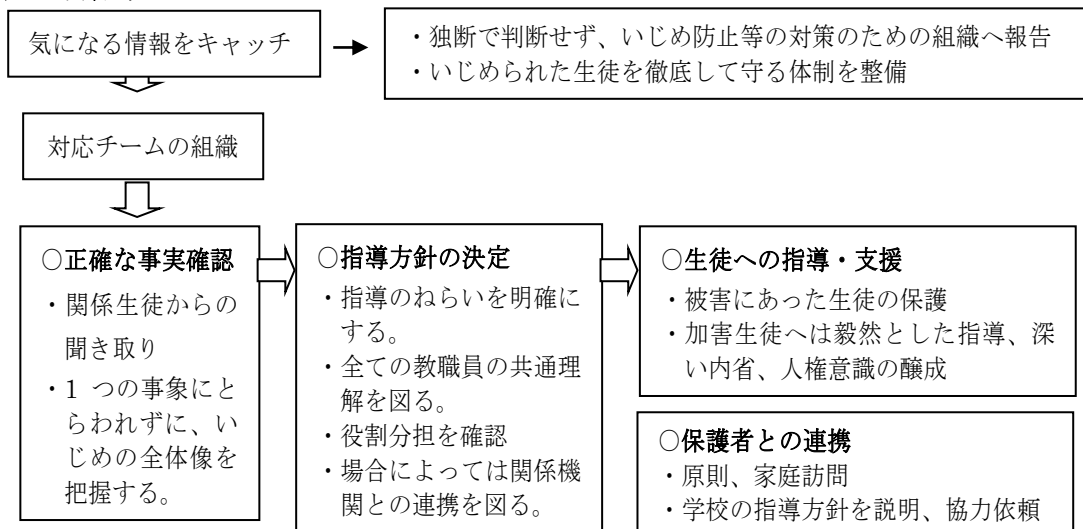 気になる情報をキャッチ
・独断で判断せず、いじめ防止等の対策のための組織へ報告
・いじめられた生徒を徹底して守る体制を整備
対応チームの組織
○正確な事実確認
・関係生徒からの
聞き取り
・1 つの事象にと
らわれずに、い
じめの全体像を
把握する。
○指導方針の決定
・指導のねらいを明確に
する。
・全ての教職員の共通理
解を図る。
・役割分担を確認
・場合によっては関係機
関との連携を図る。
○生徒への指導・支援
・被害にあった生徒の保護
・加害生徒へは毅然とした指導、深
い内省、人権意識の醸成
○保護者との連携
・原則、家庭訪問
・学校の指導方針を説明、協力依頼